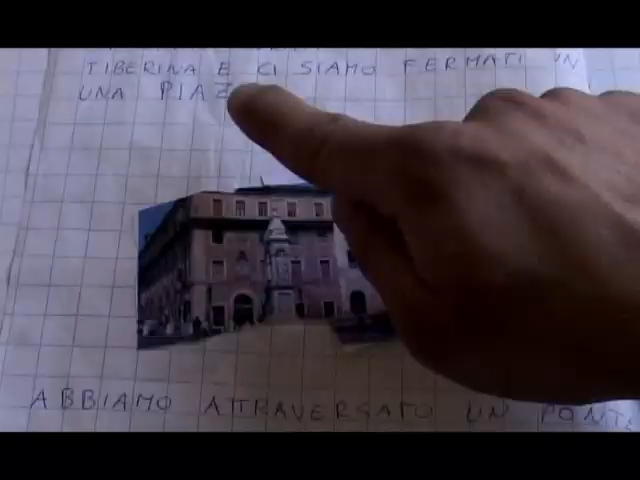 TIBERINA E CI SIAMO FERMATI IN
UNA
ABBIAMO ATTRAVERSATO UN PONTE